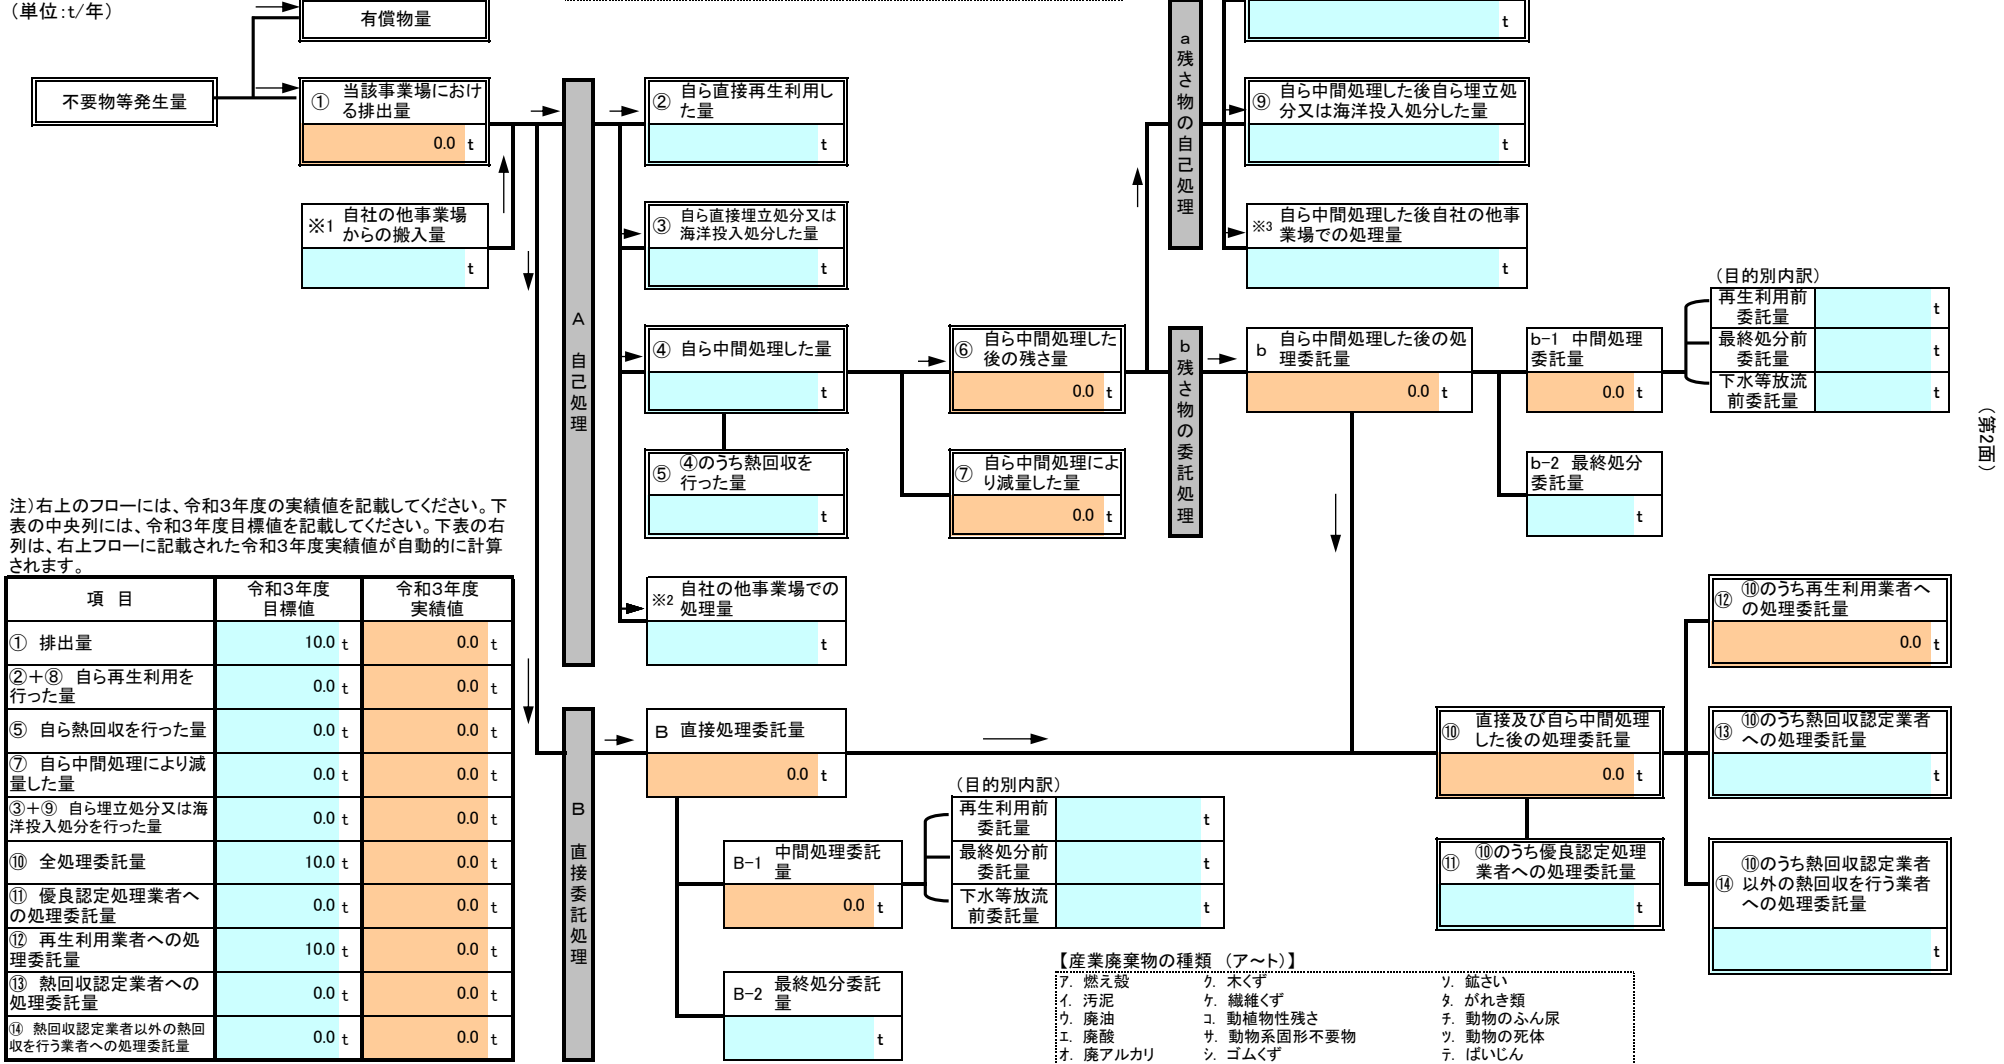 (単位:t/年)
有償物量
不要物等発生量
① 当該事業場におけ
る排出量
0.0 t
※1 自社の他事業場
からの搬入量
t
A 自己処理
② 自ら直接再生利用し
た量
t
③ 自ら直接埋立処分又は
海洋投入処分した量
t
④ 自ら中間処理した量
t
⑤ ④のうち熱回収を
行った量
t
※2 自社の他事業場での
処理量
t
⑥ 自ら中間処理した
後の残さ量
0.0 t
⑦ 自ら中間処理によ
り減量した量
0.0 t
a残さ物の自己処理
t
⑨ 自ら中間処理した後自ら埋立処
分又は海洋投入処分した量
t
※3 自ら中間処理した後自社の他事
業場での処理量
t
b残さ物の委託処理
b 自ら中間処理した後の処
理委託量
0.0 t
b-1 中間処理
委託量
0.0 t
(目的別内訳)
再生利用前
委託量
t
最終処分前
委託量
t
下水等放流
前委託量
t
b-2 最終処分
委託量
t
(第2面)
注)右上のフローには、令和3年度の実績値を記載してください。下
表の中央列には、令和3年度目標値を記載してください。下表の右
列は、右上フローに記載された令和3年度実績値が自動的に計算
されます。
項 目 令和3年度
目標値 令和3年度
実績値
① 排出量 10.0 t 0.0 t
②+⑧ 自ら再生利用を
行った量 0.0 t 0.0 t
⑤ 自ら熱回収を行った量 0.0 t 0.0 t
⑦ 自ら中間処理により減
量した量 0.0 t 0.0 t
③+⑨ 自ら埋立処分又は海
洋投入処分を行った量 0.0 t 0.0 t
⑩ 全処理委託量 10.0 t 0.0 t
⑪ 優良認定処理業者へ
の処理委託量 0.0 t 0.0 t
⑫ 再生利用業者への処
理委託量 10.0 t 0.0 t
⑬ 熱回収認定業者への
処理委託量 0.0 t 0.0 t
⑭ 熱回収認定業者以外の熱回
収を行う業者への処理委託量 0.0 t 0.0 t
B 直接委託処理
B 直接処理委託量
0.0 t
B-1 中間処理委託
量
0.0 t
(目的別内訳)
再生利用前
委託量
t
最終処分前
委託量
t
下水等放流
前委託量
t
B-2 最終処分委託
量
t
⑩ 直接及び自ら中間処理
した後の処理委託量
0.0 t
⑪ ⑩のうち優良認定処理
業者への処理委託量
t
⑫ ⑩のうち再生利用業者へ
の処理委託量
0.0 t
⑬ ⑩のうち熱回収認定業者
への処理委託量
t
⑭ ⑩のうち熱回収認定業者
以外の熱回収を行う業者
への処理委託量
t
【産業廃棄物の種類 (ア~ト)】
ア. 燃え殻 ク. 木くず ソ. 鉱さい
イ. 汚泥 ケ. 繊維くず タ. がれき類
ウ. 廃油 コ. 動植物性残さ チ. 動物のふん尿
エ. 廃酸 サ. 動物系固形不要物 ツ. 動物の死体
オ. 廃アルカリ シ. ゴムくず テ. ばいじん